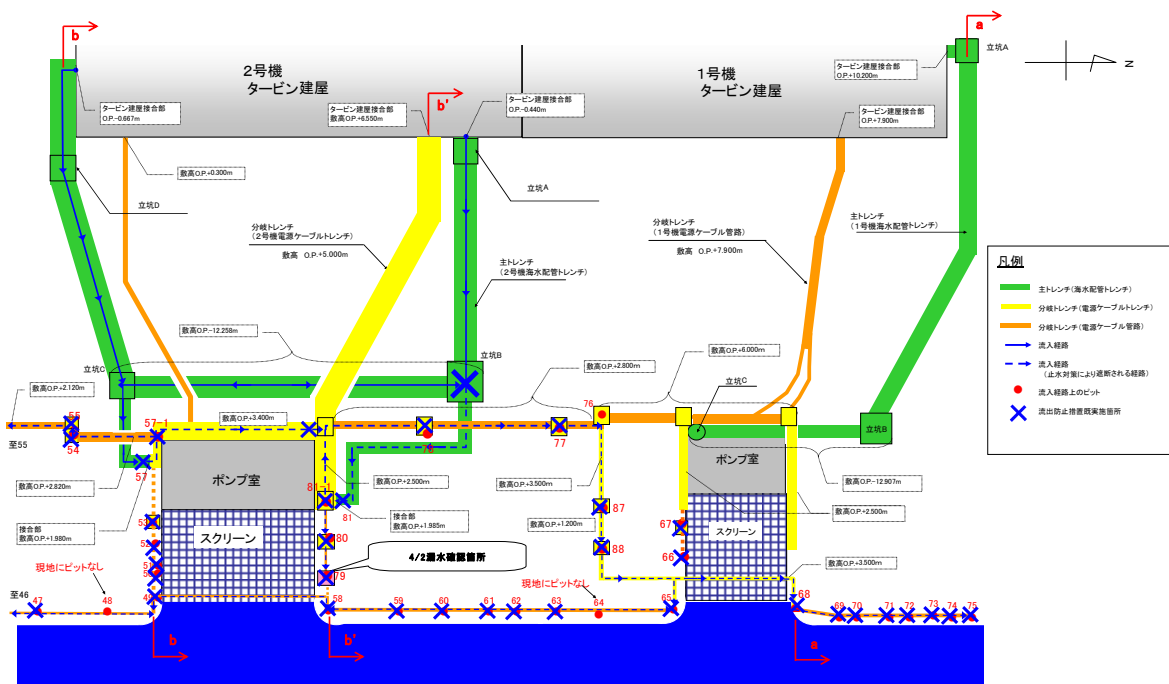 b
a
立坑A
N
2号機
タービン建屋
1号機
タービン建屋
タービン建屋接合部
O.P.+10.200m
タービン建屋接合部
O.P.-0.667m
タービン建屋接合部
敷高O.P.+6.550m
b'
タービン建屋接合部
O.P.-0.440m
タービン建屋接合部
O.P.+7.900m
敷高O.P.+0.300m
立坑D
立坑A
分岐トレンチ
(2号機電源ケーブルトレンチ)
敷高 O.P.+5.000m
主トレンチ
(2号機海水配管トレンチ)
分岐トレンチ
(1号機電源ケーブル管路)
敷高 O.P.+7.900m
主トレンチ
(1号機海水配管トレンチ)
凡例
主トレンチ(海水配管トレンチ)
分岐トレンチ(電源ケーブルトレンチ)
分岐トレンチ(電源ケーブル管路)
流入経路
流入経路
(止水対策により遮断される経路)
流入経路上のピット
流出防止措置既実施箇所
敷高O.P.-12.258m
立坑C
立坑B
敷高O.P.+2.800m
敷高O.P.+6.000m
立坑C
立坑B
敷高O.P.+2.120m
55
54
至55
57-1
敷高O.P.+3.400m
77
76
57
ポンプ室
ポンプ室
敷高O.P.+2.820m
敷高O.P.+2.500m
敷高O.P.+3.500m
敷高O.P.-12.907m
81-1
81
接合部
敷高O.P.+1.980m
接合部
敷高O.P.+1.985m
87
敷高O.P.+1.200m
88
67
66
敷高O.P.+2.500m
敷高O.P.+3.500m
53
52
51
50
49
スクリーン
スクリーン
80
79
4/2漏水確認箇所
現地にピットなし
現地にピットなし
至46
47
48
58
59
60
61
62
63
64
65
68
69
70
71
72
73
74
75
b
b'
a